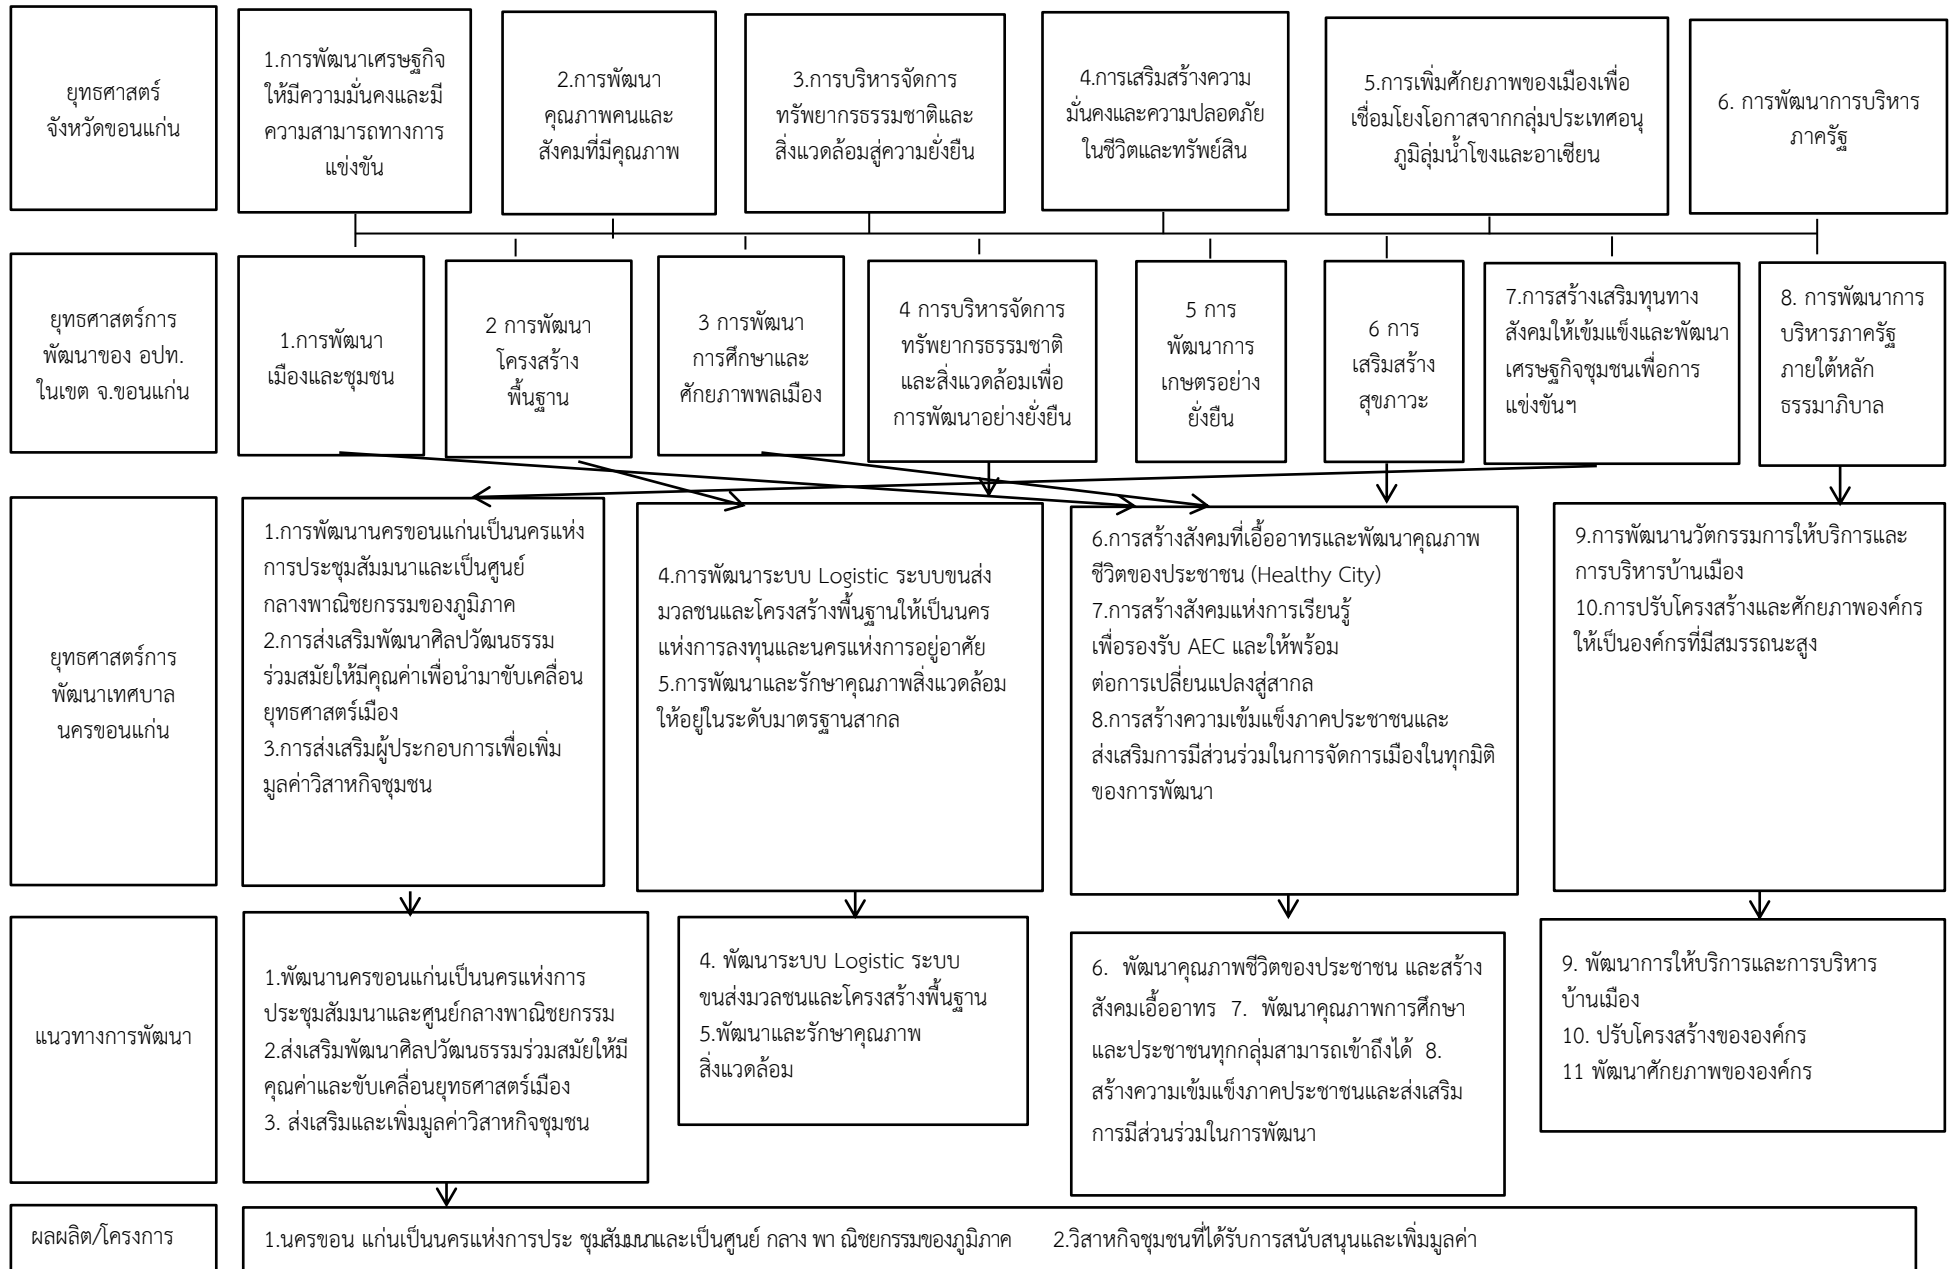 ยุทธศาสตร์
จังหวัดขอนแก่น
1.การพัฒนาเศรษฐกิจ
ให้มีความมั่นคงและมี
ความสามารถทางการ
แข่งขัน
2.การพัฒนา
คุณภาพคนและ
สังคมที่มีคุณภาพ
3.การบริหารจัดการ
ทรัพยากรธรรมชาติและ
สิ่งแวดล้อมสู่ความยั่งยืน
4.การเสริมสร้างความ
มั่นคงและความปลอดภัย
ในชีวิตและทรัพย์สิน
5.การเพิ่มศักยภาพของเมืองเพื่อ
เชื่อมโยงโอกาสจากกลุ่มประเทศอนุ
ภูมิลุ่มน้ำโขงและอาเซียน
6. การพัฒนาการบริหาร
ภาครัฐ
ยุทธศาสตร์การ
พัฒนาของ อปท.
ในเขต จ.ขอนแก่น
1.การพัฒนา
เมืองและชุมชน
2 การพัฒนา
โครงสร้าง
พื้นฐาน
3 การพัฒนา
การศึกษาและ
ศักยภาพพลเมือง
4 การบริหารจัดการ
ทรัพยากรธรรมชาติ
และสิ่งแวดล้อมเพื่อ
การพัฒนาอย่างยั่งยืน
5 การ
พัฒนาการ
เกษตรอย่าง
ยั่งยืน
6 การ
เสริมสร้าง
สุขภาวะ
7.การสร้างเสริมทุนทาง
สังคมให้เข้มแข็งและพัฒนา
เศรษฐกิจชุมชนเพื่อการ
แข่งขันฯ
8. การพัฒนาการ
บริหารภาครัฐ
ภายใต้หลัก
ธรรมาภิบาล
ยุทธศาสตร์การ
พัฒนาเทศบาล
นครขอนแก่น
1.การพัฒนานครขอนแก่นเป็นนครแห่ง
การประชุมสัมมนาและเป็นศูนย์
กลางพาณิชยกรรมของภูมิภาค
2.การส่งเสริมพัฒนาศิลปวัฒนธรรม
ร่วมสมัยให้มีคุณค่าเพื่อนำมาขับเคลื่อน
ยุทธศาสตร์เมือง
3.การส่งเสริมผู้ประกอบการเพื่อเพิ่ม
มูลค่าวิสาหกิจชุมชน
4.การพัฒนาระบบ Logistic ระบบขนส่ง
มวลชนและโครงสร้างพื้นฐานให้เป็นนคร
แห่งการลงทุนและนครแห่งการอยู่อาศัย
5.การพัฒนาและรักษาคุณภาพสิ่งแวดล้อม
ให้อยู่ในระดับมาตรฐานสากล
6.การสร้างสังคมที่เอื้ออาทรและพัฒนาคุณภาพ
ชีวิตของประชาชน (Healthy City)
7.การสร้างสังคมแห่งการเรียนรู้
เพื่อรองรับ AEC และให้พร้อม
ต่อการเปลี่ยนแปลงสู่สากล
8.การสร้างความเข้มแข็งภาคประชาชนและ
ส่งเสริมการมีส่วนร่วมในการจัดการเมืองในทุกมิติ
ของการพัฒนา
9.การพัฒนานวัตกรรมการให้บริการและ
การบริหารบ้านเมือง
10.การปรับโครงสร้างและศักยภาพองค์กร
ให้เป็นองค์กรที่มีสมรรถนะสูง
แนวทางการพัฒนา
1.พัฒนานครขอนแก่นเป็นนครแห่งการ
ประชุมสัมมนาและศูนย์กลางพาณิชยกรรม
2.ส่งเสริมพัฒนาศิลปวัฒนธรรมร่วมสมัยให้มี
คุณค่าและขับเคลื่อนยุทธศาสตร์เมือง
3. ส่งเสริมและเพิ่มมูลค่าวิสาหกิจชุมชน
4. พัฒนาระบบ Logistic ระบบ
ขนส่งมวลชนและโครงสร้างพื้นฐาน
5.พัฒนาและรักษาคุณภาพ
สิ่งแวดล้อม
6. พัฒนาคุณภาพชีวิตของประชาชน และสร้าง
สังคมเอื้ออาทร 7. พัฒนาคุณภาพการศึกษา
และประชาชนทุกกลุ่มสามารถเข้าถึงได้ 8.
สร้างความเข้มแข็งภาคประชาชนและส่งเสริม
การมีส่วนร่วมในการพัฒนา
9. พัฒนาการให้บริการและการบริหาร
บ้านเมือง
10. ปรับโครงสร้างขององค์กร
11 พัฒนาศักยภาพขององค์กร
ผลผลิต/โครงการ
1.นครขอน แก่นเป็นนครแห่งการประ ชุมสัมมนาและเป็นศูนย์ กลาง พา ณิชยกรรมของภูมิภาค 2.วิสาหกิจชุมชนที่ได้รับการสนับสนุนและเพิ่มมูลค่า